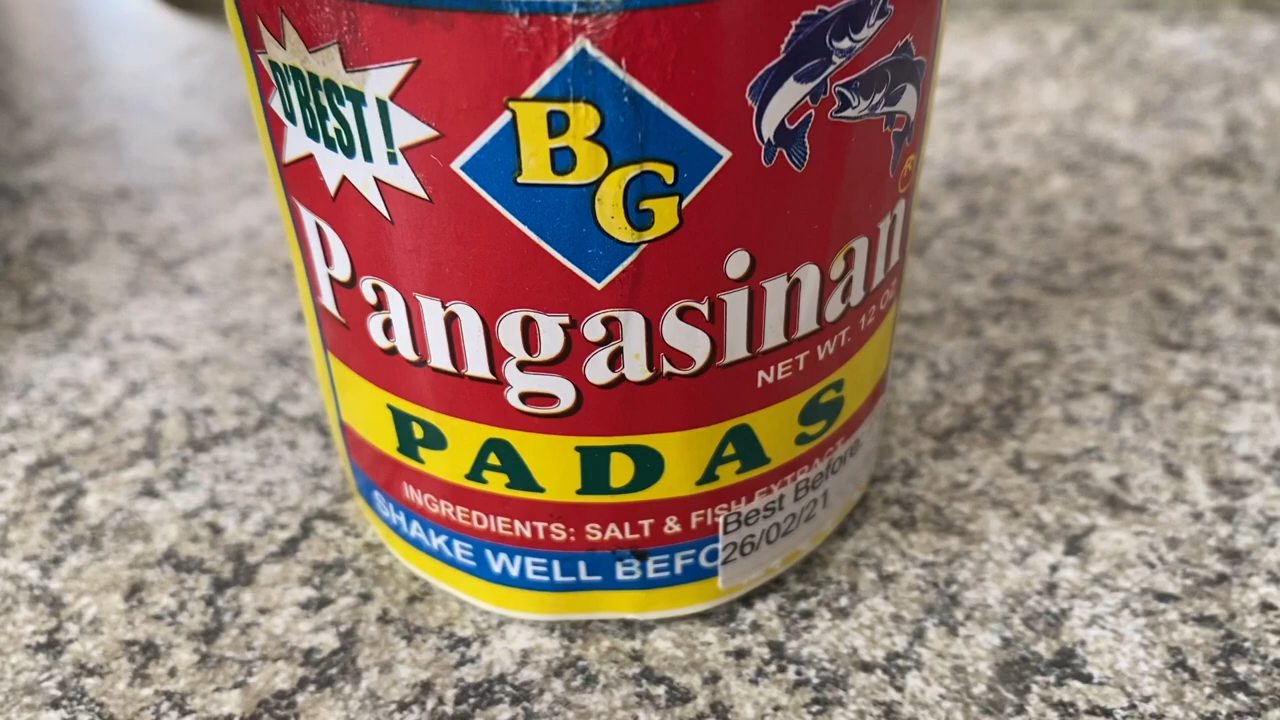 D'BEST!
BG
Pangasinan
®
NET WT. 12 OZ
PADAS
INGREDIENTS: SALT & FISH EXTRACT
SHAKE WELL BEFO
Best Before:
26/02/21